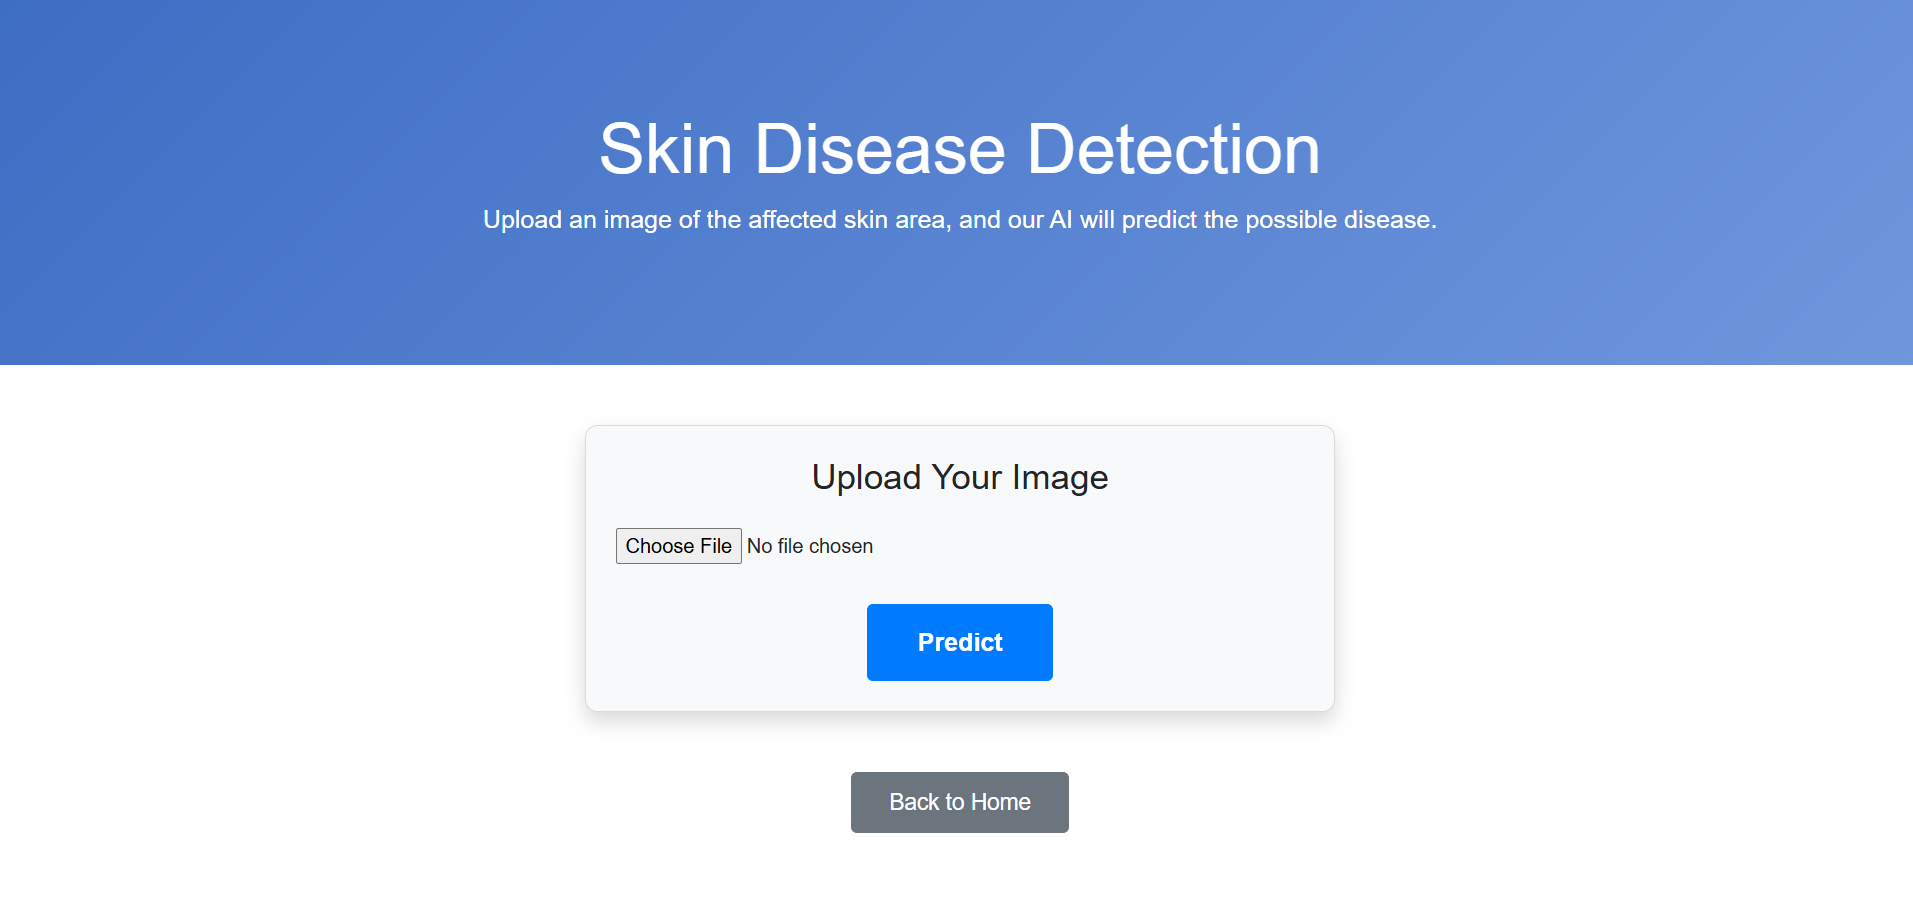 Skin Disease Detection
Upload an image of the affected skin area, and our AI will predict the possible disease.
Upload Your Image
Choose File No file chosen
Predict
Back to Home